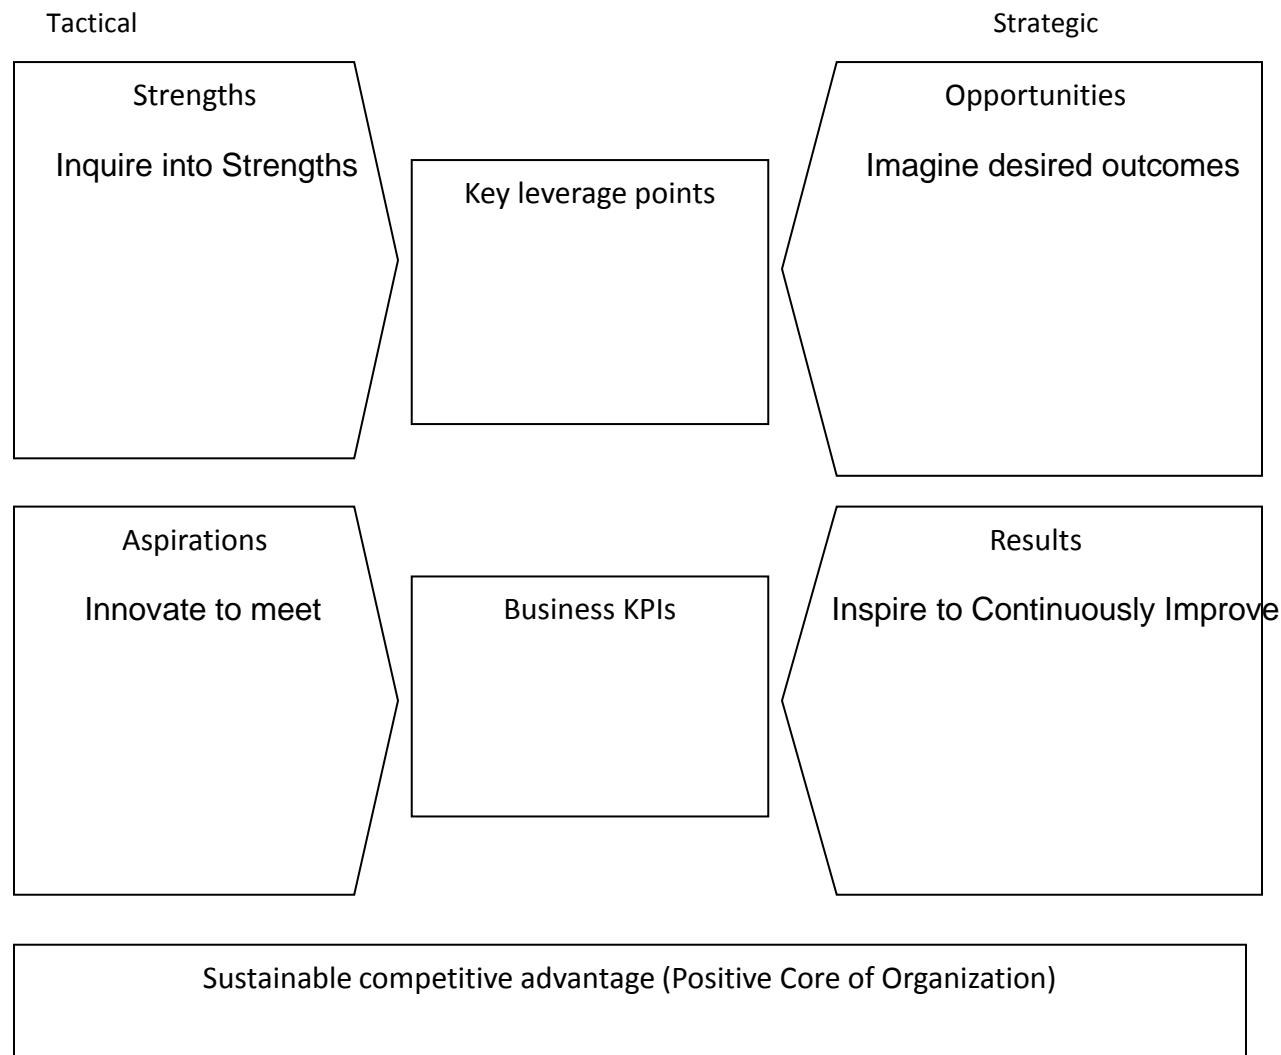 Tactical
Strategic
Strengths
Inquire into Strengths
Key leverage points
Opportunities
Imagine desired outcomes
Aspirations
Innovate to meet
Business KPIs
Results
Inspire to Continuously Improve
Sustainable competitive advantage (Positive Core of Organization)